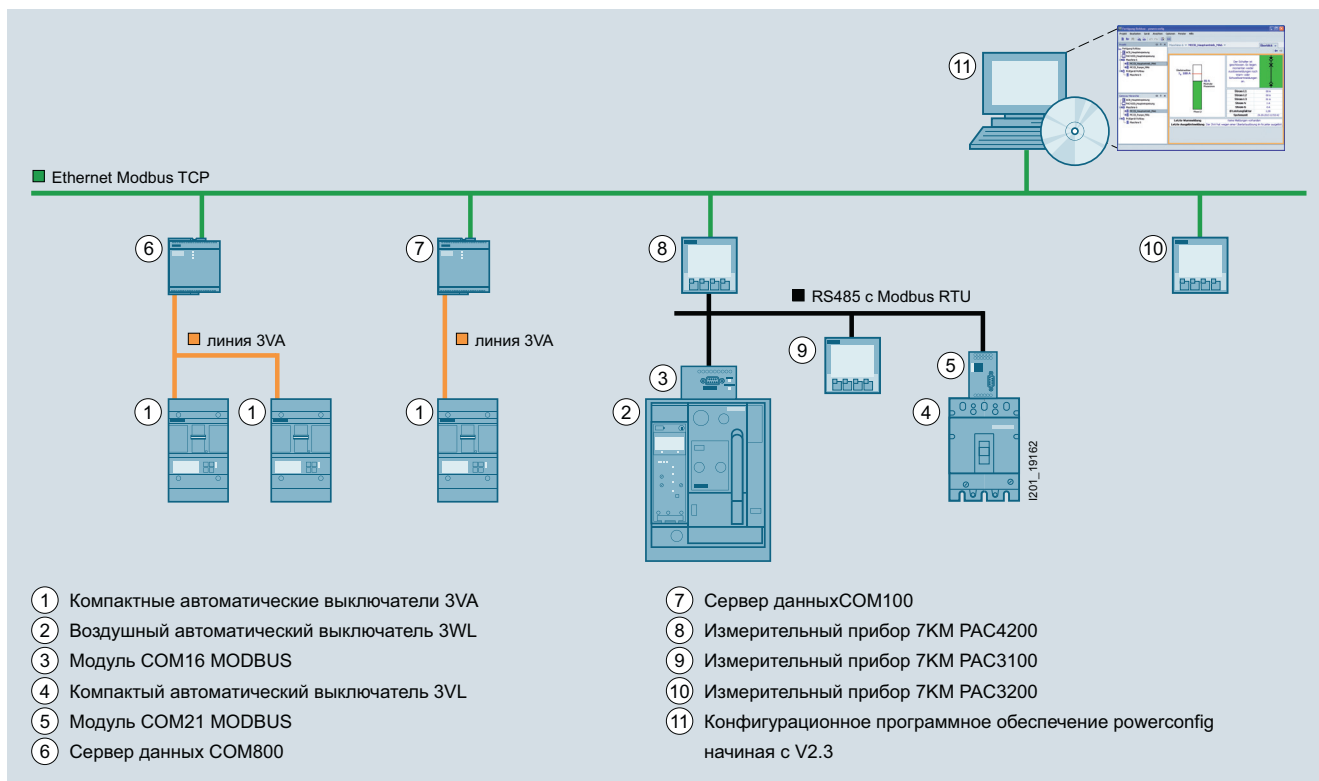 11
Ethernet Modbus TCP
6
7
8
10
RS485 с Modbus RTU
линия 3VA
линия 3VA
9
3
5
1
1
1
2
4
I201_19162
1 Компактные автоматические выключатели 3VA
2 Воздушный автоматический выключатель 3WL
3 Модуль COM16 MODBUS
4 Компактый автоматический выключатель 3VL
5 Модуль COM21 MODBUS
6 Сервер данных COM800
7 Сервер данныхCOM100
8 Измерительный прибор 7KM PAC4200
9 Измерительный прибор 7KM PAC3100
10 Измерительный прибор 7KM PAC3200
11 Конфигурационное программное обеспечение powerconfig
начиная с V2.3